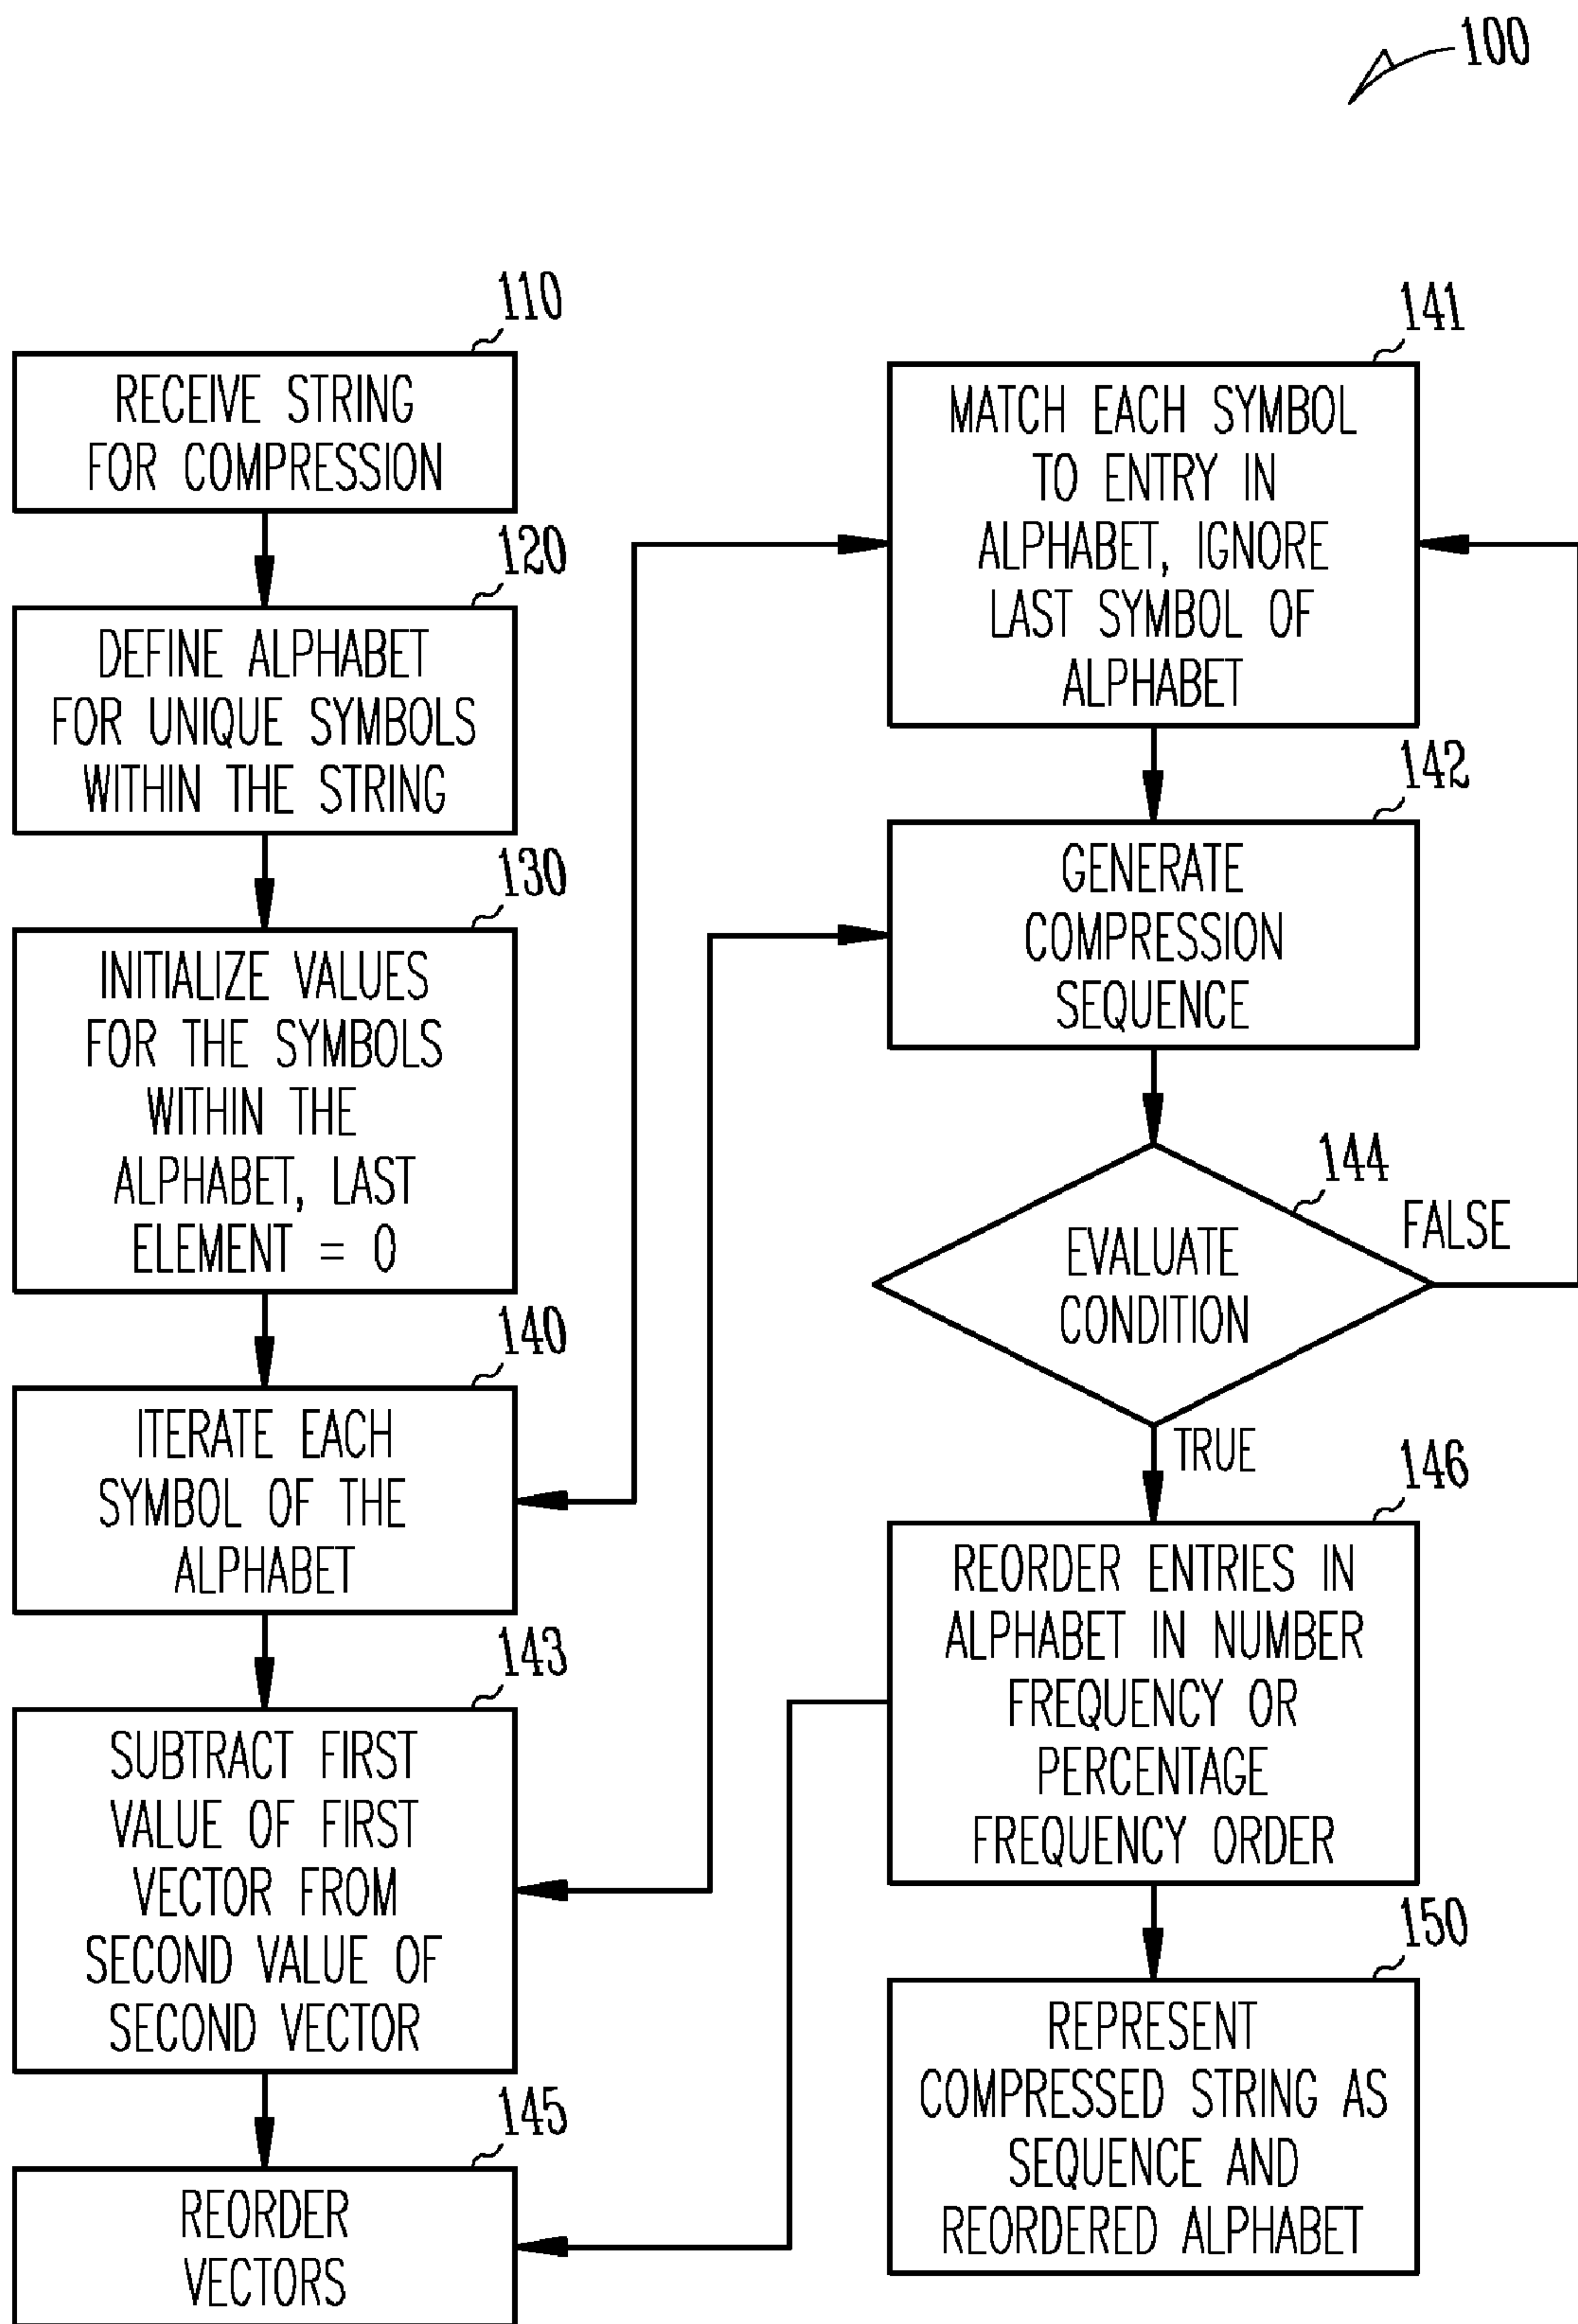 100
110
RECEIVE STRING
FOR COMPRESSION
120
DEFINE ALPHABET
FOR UNIQUE SYMBOLS
WITHIN THE STRING
130
INITIALIZE VALUES
FOR THE SYMBOLS
WITHIN THE
ALPHABET, LAST
ELEMENT = 0
140
ITERATE EACH
SYMBOL OF THE
ALPHABET
143
SUBTRACT FIRST
VALUE OF FIRST
VECTOR FROM
SECOND VALUE OF
SECOND VECTOR
145
REORDER
VECTORS
141
MATCH EACH SYMBOL
TO ENTRY IN
ALPHABET, IGNORE
LAST SYMBOL OF
ALPHABET
142
GENERATE
COMPRESSION
SEQUENCE
144
EVALUATE
CONDITION
FALSE
TRUE
146
REORDER ENTRIES IN
ALPHABET IN NUMBER
FREQUENCY OR
PERCENTAGE
FREQUENCY ORDER
150
REPRESENT
COMPRESSED STRING AS
SEQUENCE AND
REORDERED ALPHABET